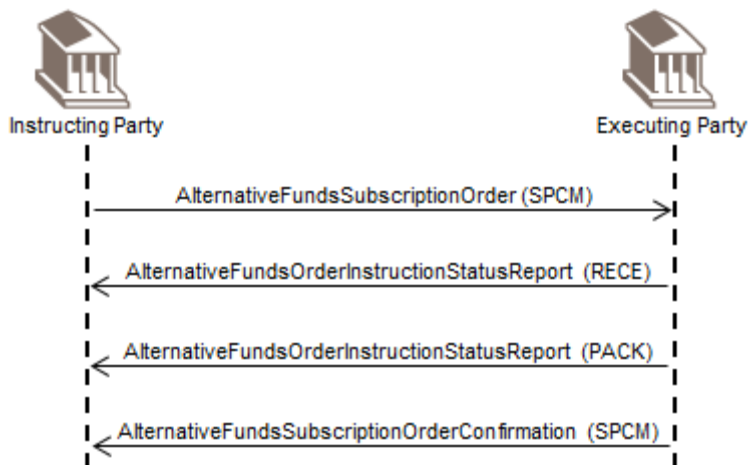 Instructing Party
Executing Party
AlternativeFundsSubscriptionOrder (SPCM)
AlternativeFundsOrderInstructionStatusReport (RECE)
AlternativeFundsOrderInstructionStatusReport (PACK)
AlternativeFundsSubscriptionOrderConfirmation (SPCM)